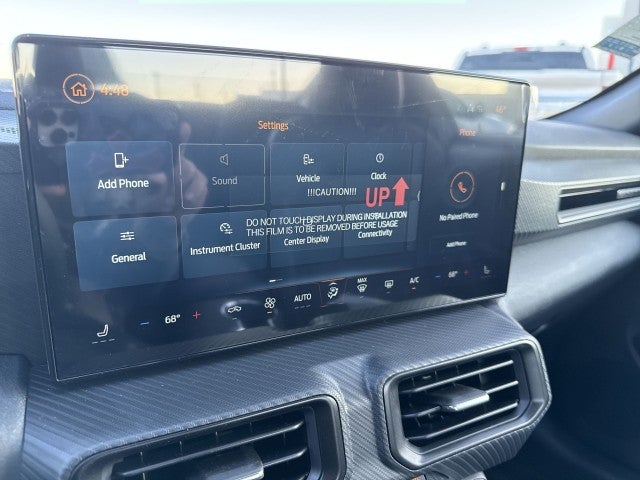 4:48
46°
Settings
Phone
Add Phone
Sound
Vehicle
Clock
!!!CAUTION!!!
UP
No Paired Phone
DO NOT TOUCH DISPLAY DURING INSTALLATION
THIS FILM IS TO BE REMOVED BEFORE USAGE
General
Instrument Cluster
Center Display
Connectivity
Add Phone
- 68° +
AUTO
MAX
A/C
- 68° +